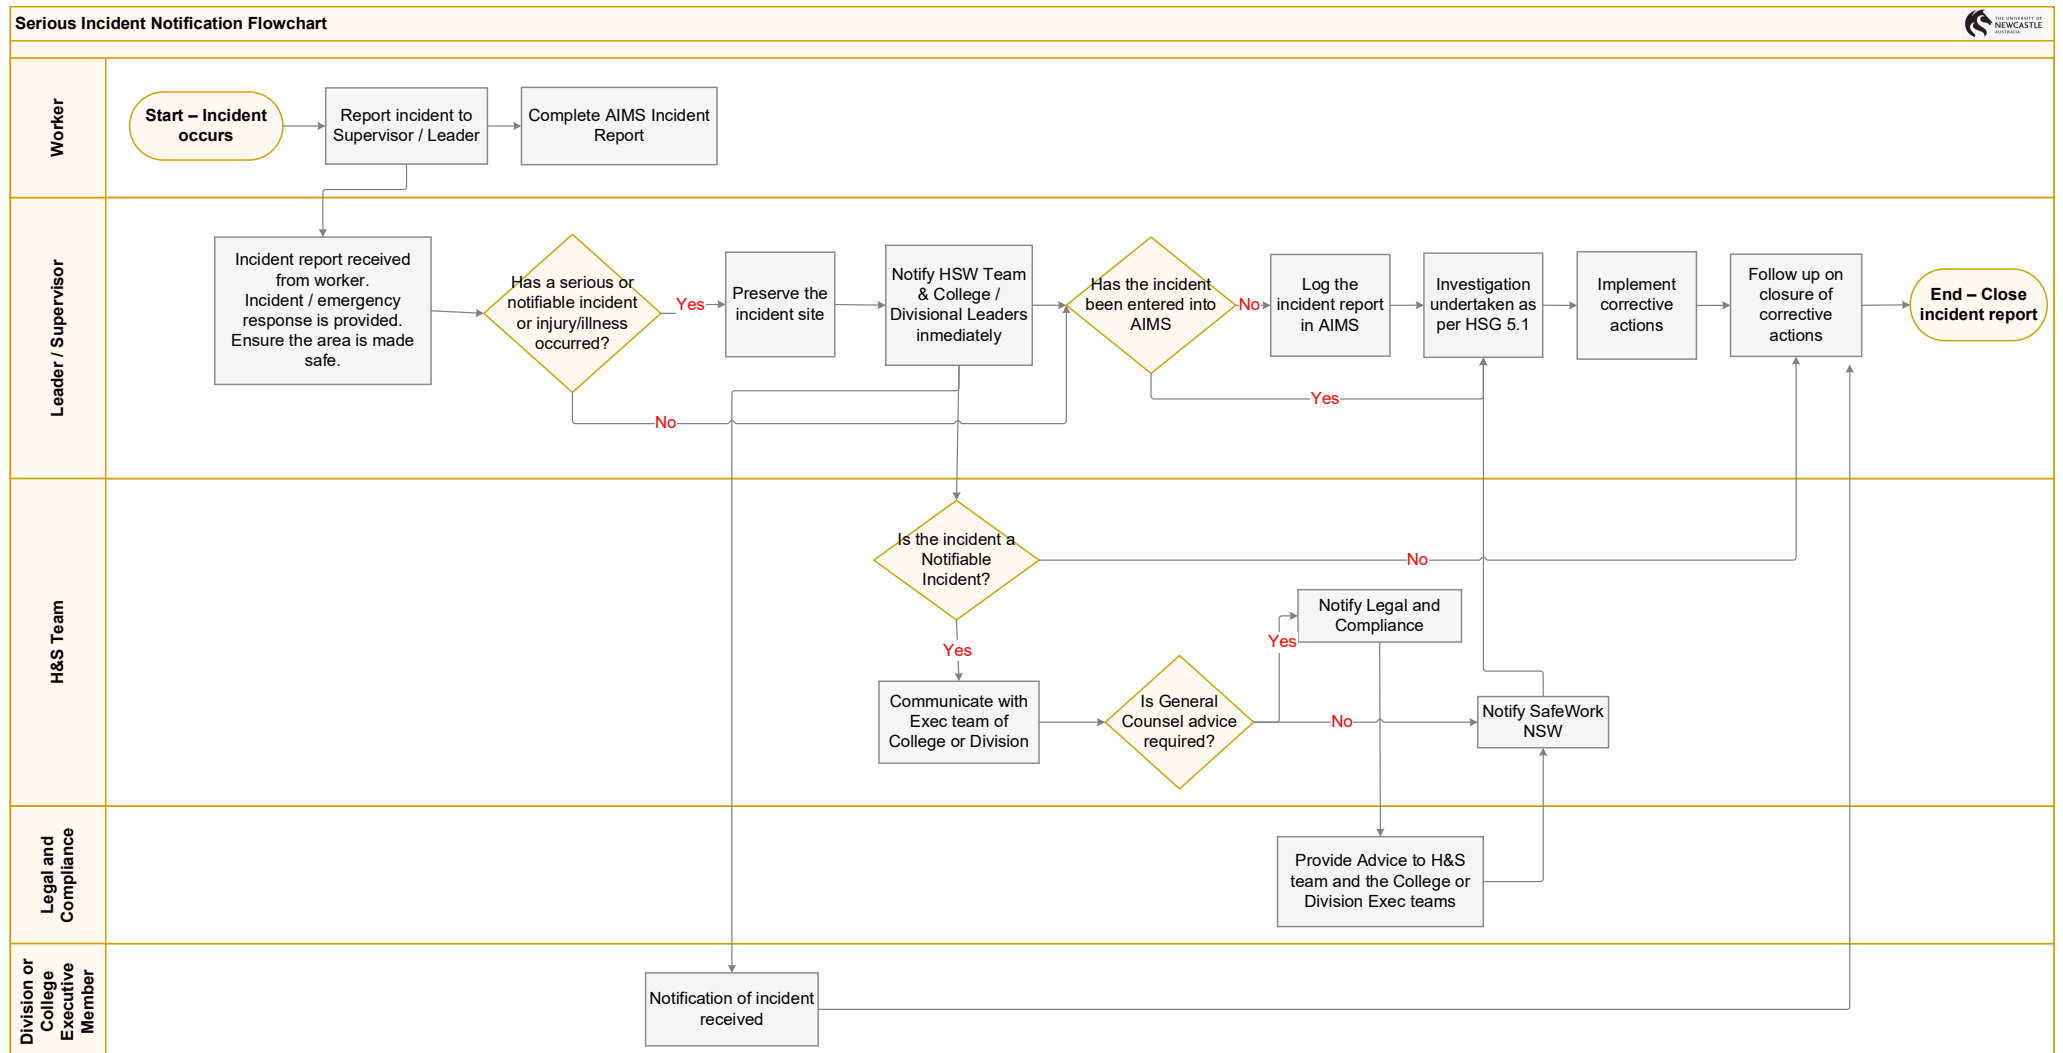 Serious Incident Notification Flowchart
THE UNIVERSITY OF
NEWCASTLE
AUSTRALIA
Worker
Start – Incident
occurs
Report incident to
Supervisor / Leader
Complete AIMS Incident
Report
Leader / Supervisor
Incident report received
from worker.
Incident / emergency
response is provided.
Ensure the area is made
safe.
Has a serious or
notifiable incident
or injury/illness
occurred?
Yes
No
Preserve the
incident site
Notify HSW Team
& College /
Divisional Leaders
inmediately
Has the incident
been entered into
AIMS
No
Yes
Log the
incident report
in AIMS
Investigation
undertaken as
per HSG 5.1
Implement
corrective
actions
Follow up on
closure of
corrective
actions
End – Close
incident report
H&S Team
Is the incident a
Notifiable
Incident?
No
Yes
Communicate with
Exec team of
College or Division
Is General
Counsel advice
required?
Yes
No
Notify Legal and
Compliance
Notify SafeWork
NSW
Legal and
Compliance
Provide Advice to H&S
team and the College or
Division Exec teams
Division or
College
Executive
Member
Notification of incident
received